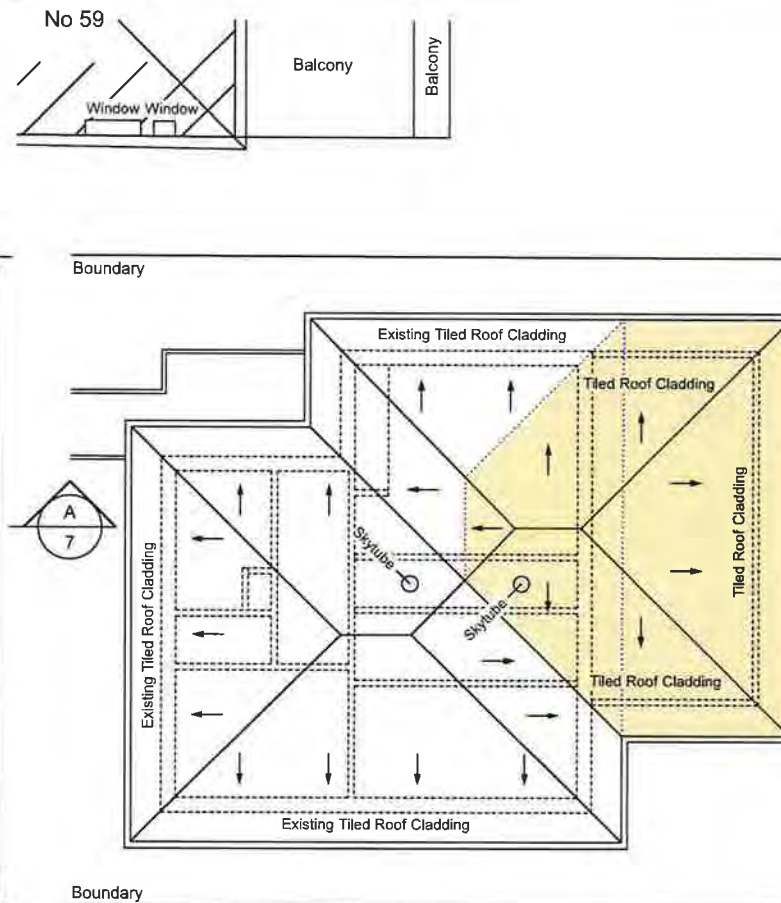 No 59
Balcony
Balcony
Window Window
Boundary
Existing Tiled Roof Cladding
Tiled Roof Cladding
A
7
Skytube
Skytube
Tiled Roof Cladding
Existing Tiled Roof Cladding
Tiled Roof Cladding
Existing Tiled Roof Cladding
Boundary